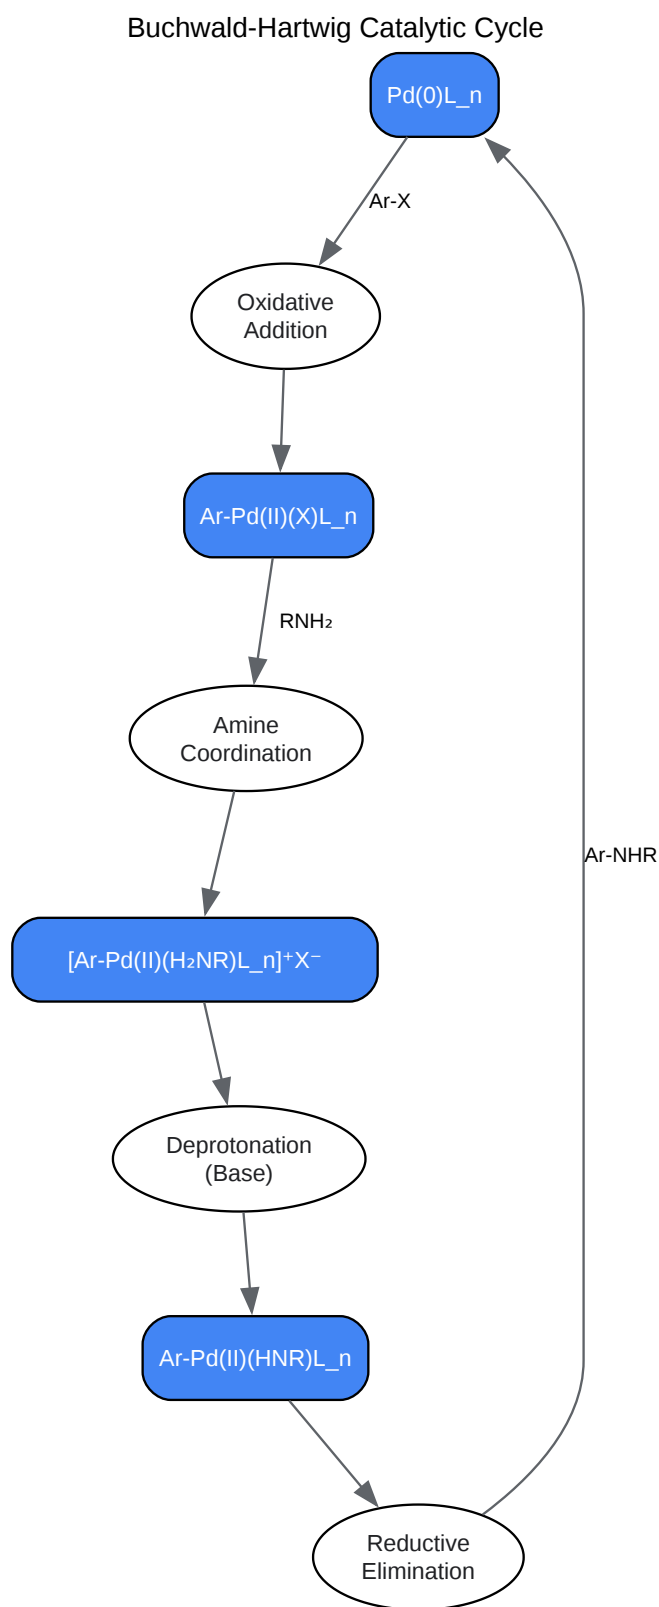 Buchwald-Hartwig Catalytic Cycle
Pd(0)L_n
Ar-X
Oxidative
Addition
Ar-Pd(II)(X)L_n
RNH₂
Amine
Coordination
Ar-NHR
[Ar-Pd(II)(H₂NR)L_n]⁺X⁻
Deprotonation
(Base)
Ar-Pd(II)(HNR)L_n
Reductive
Elimination